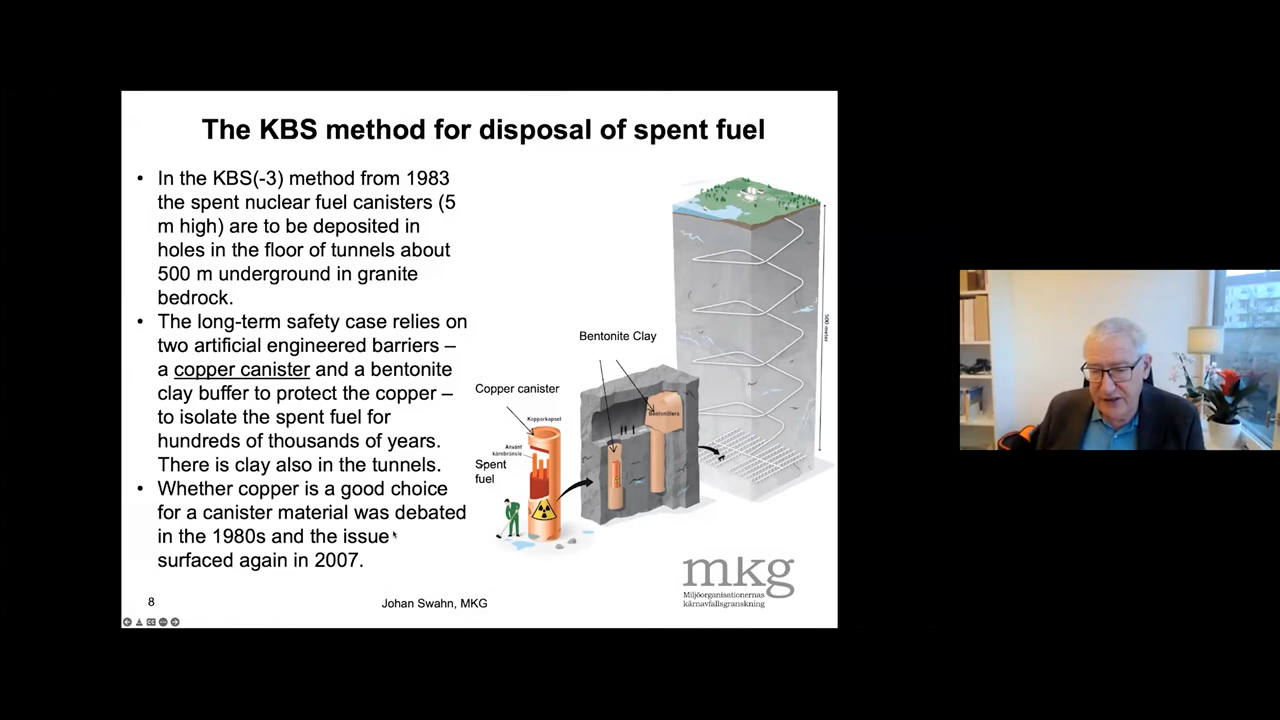 The KBS method for disposal of spent fuel
• In the KBS(-3) method from 1983
the spent nuclear fuel canisters (5
m high) are to be deposited in
holes in the floor of tunnels about
500 m underground in granite
bedrock.
• The long-term safety case relies on
two artificial engineered barriers –
a copper canister and a bentonite
clay buffer to protect the copper –
to isolate the spent fuel for
hundreds of thousands of years.
There is clay also in the tunnels.
• Whether copper is a good choice
for a canister material was debated
in the 1980s and the issue
surfaced again in 2007.
Bentonite Clay
Copper canister
Kopparkapsel
Bentonitlera
Använt
kärnbränsle
Spent
fuel
500 meter
mkg
Miljöorganisationernas
kärnavfallsgranskning
8
Johan Swahn, MKG